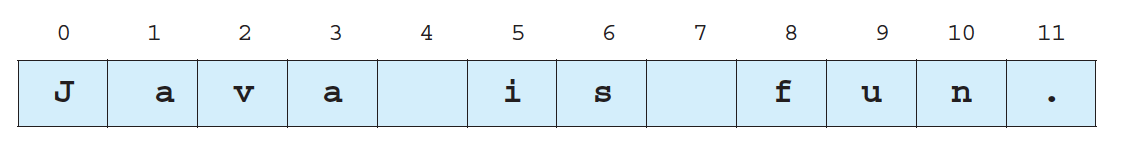 0 1 2 3 4 5 6 7 8 9 10 11
J a v a   i s   f u n .